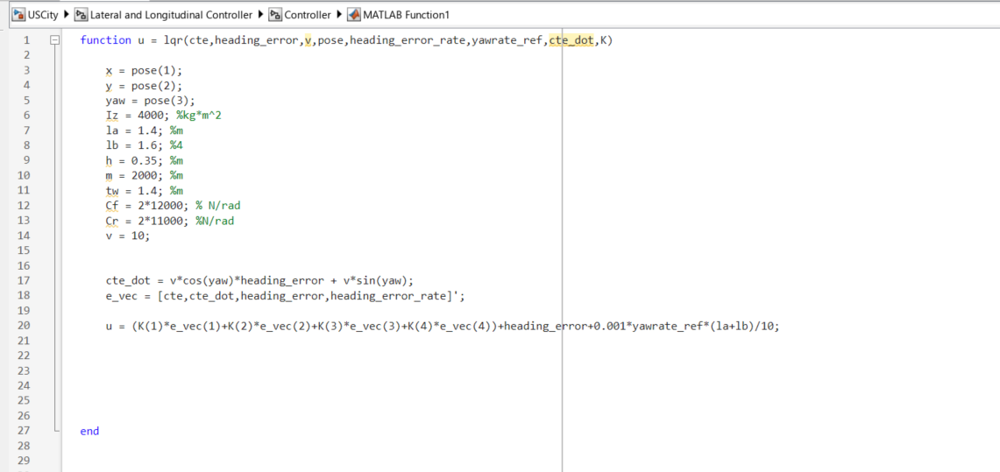 USCity ▶ Lateral and Longitudinal Controller ▶ Controller ▶ MATLAB Function1
1 function u = lqr(cte,heading_error,v,pose,heading_error_rate,yawrate_ref,cte_dot,K)
2
3 x = pose(1);
4 y = pose(2);
5 yaw = pose(3);
6 Iz = 4000; %kg*m^2
7 la = 1.4; %m
8 lb = 1.6; %4
9 h = 0.35; %m
10 m = 2000; %m
11 tw = 1.4; %m
12 Cf = 2*12000; % N/rad
13 Cr = 2*11000; %N/rad
14 v = 10;
15
16
17 cte_dot = v*cos(yaw)*heading_error + v*sin(yaw);
18 e_vec = [cte,cte_dot,heading_error,heading_error_rate]';
19
20 u = (K(1)*e_vec(1)+K(2)*e_vec(2)+K(3)*e_vec(3)+K(4)*e_vec(4))+heading_error+0.001*yawrate_ref*(la+lb)/10;
21
22
23
24
25
26
27 end
28
29